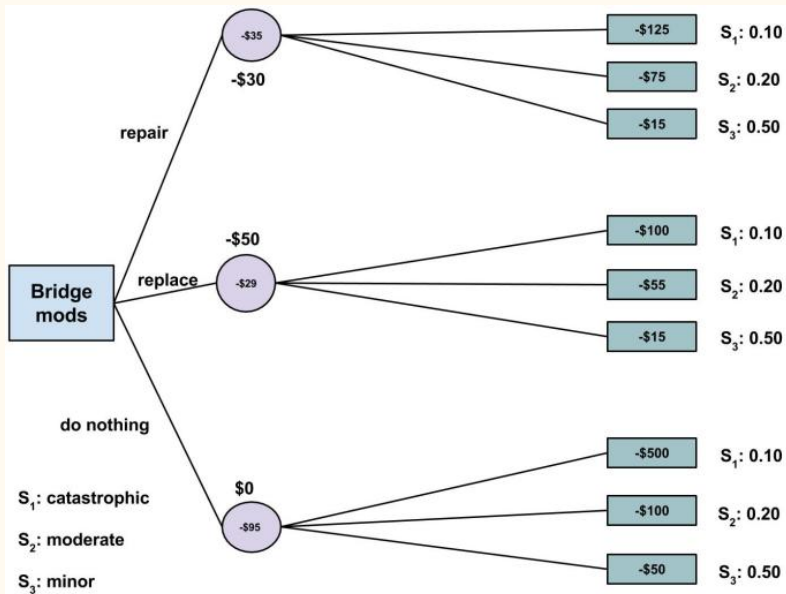 -$35
-$30
-$125
S₁: 0.10
-$75
S₂: 0.20
-$15
S₃: 0.50
repair
-$50
-$29
-$100
S₁: 0.10
-$55
S₂: 0.20
-$15
S₃: 0.50
replace
Bridge
mods
do nothing
$0
-$95
-$500
S₁: 0.10
-$100
S₂: 0.20
-$50
S₃: 0.50
S₁: catastrophic
S₂: moderate
S₃: minor